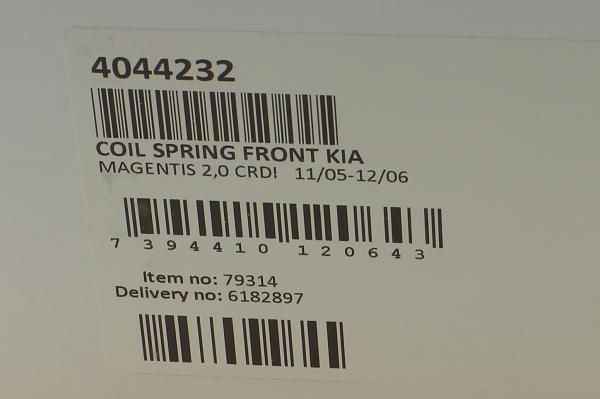 4044232
COIL SPRING FRONT KIA
MAGENTIS 2,0 CRDI 11/05-12/06
7 394410 120643
Item no: 79314
Delivery no: 6182897